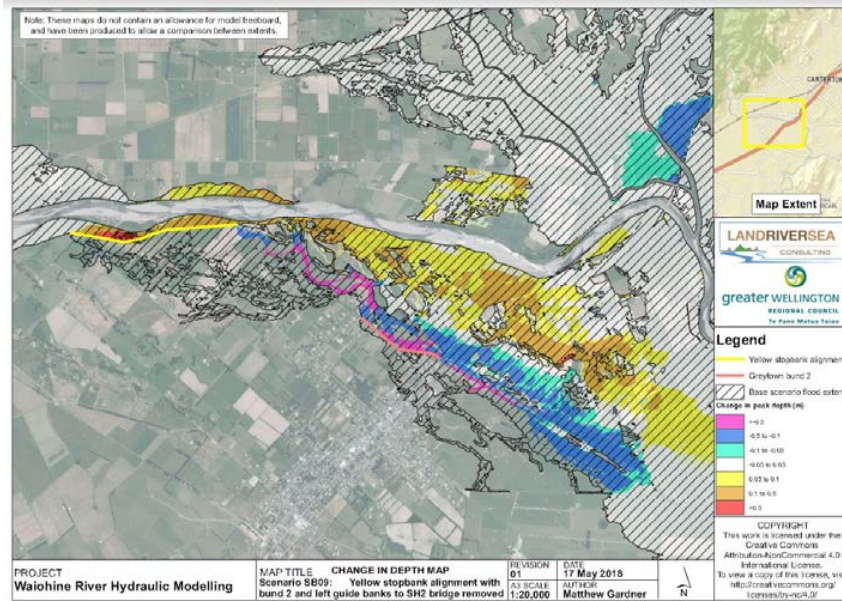 Note: These maps do not contain an allowance for model freeboard,
and have been produced to allow a comparison between extents.
CARTERTON
Map Extent
LANDRIVERSEA
CONSULTING
greater WELLINGTON
REGIONAL COUNCIL
Te Pane Matua Taiao
Legend
Yellow stopbank alignment
Greytown bund 2
Base scenario flood extent
Change in peak depth (m)
-0.5 to -0.1
-0.1 to -0.05
-0.05 to 0.05
0.05 to 0.1
0.1 to 0.5
>0.5
COPYRIGHT
This work is licensed under the
Creative Commons
Attribution-NonCommercial 4.0
International License.
To view a copy of this license, visit
http://creativecommons.org/
licenses/by-nc/4.0/
PROJECT
Waiohine River Hydraulic Modelling
MAP TITLE CHANGE IN DEPTH MAP
Scenario SB09: Yellow stopbank alignment with
bund 2 and left guide banks to SH2 bridge removed
REVISION
01
A3 SCALE
1:20,000
DATE
17 May 2018
AUTHOR
Matthew Gardner
N